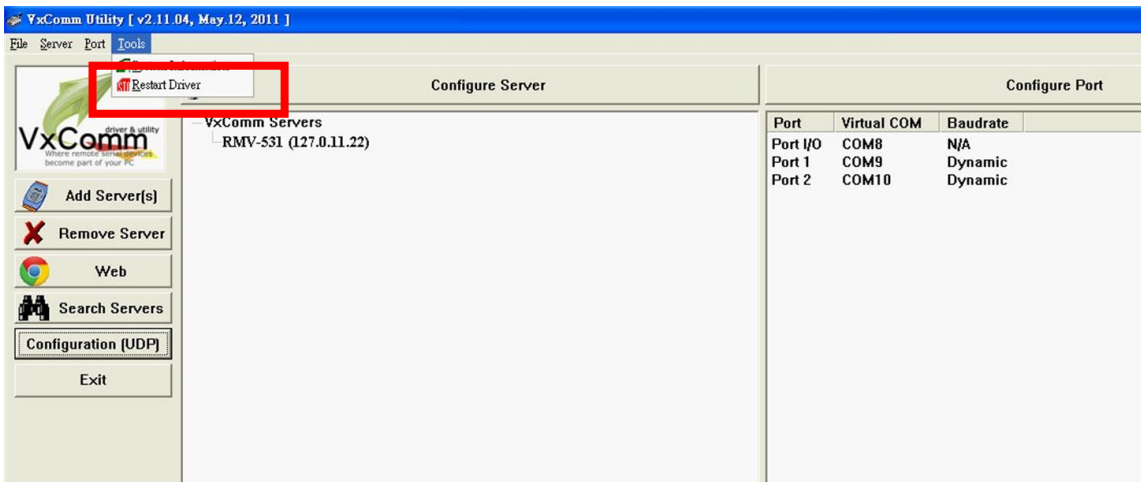 VxComm Utility [ v2.11.04, May.12, 2011 ]
File Server Port Tools
Restart Driver
Configure Server
Configure Port
VxComm
driver & utility
Where remote serial devices
become part of your PC
VxComm Servers
RMV-531 (127.0.11.22)
Port Virtual COM Baudrate
Port I/O COM8 N/A
Port 1 COM9 Dynamic
Port 2 COM10 Dynamic
Add Server(s)
Remove Server
Web
Search Servers
Configuration (UDP)
Exit